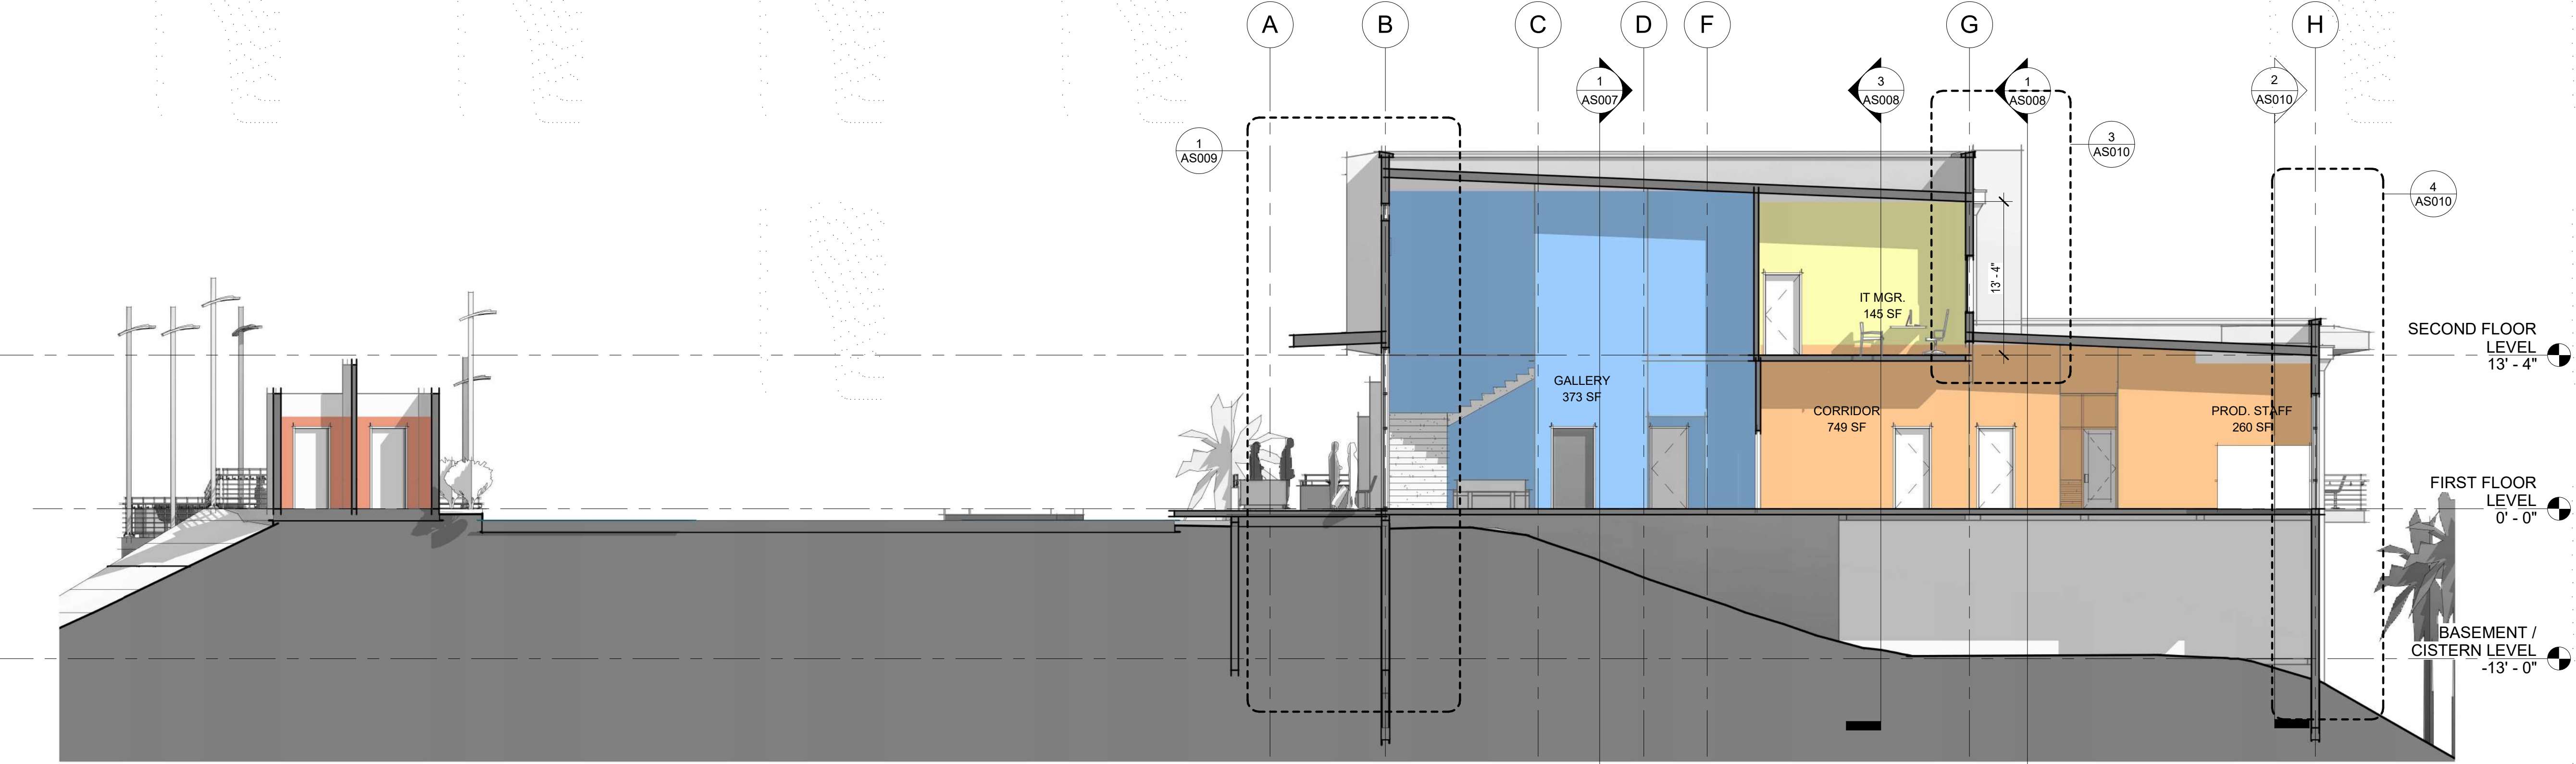 A
B
C
D
F
G
H
1
AS007
3
AS008
1
AS008
2
AS010
1
AS009
3
AS010
4
AS010
13' - 4"
IT MGR.
145 SF
GALLERY
373 SF
CORRIDOR
749 SF
PROD. STAFF
260 SF
SECOND FLOOR
LEVEL
13' - 4"
FIRST FLOOR
LEVEL
0' - 0"
BASEMENT /
CISTERN LEVEL
-13' - 0"